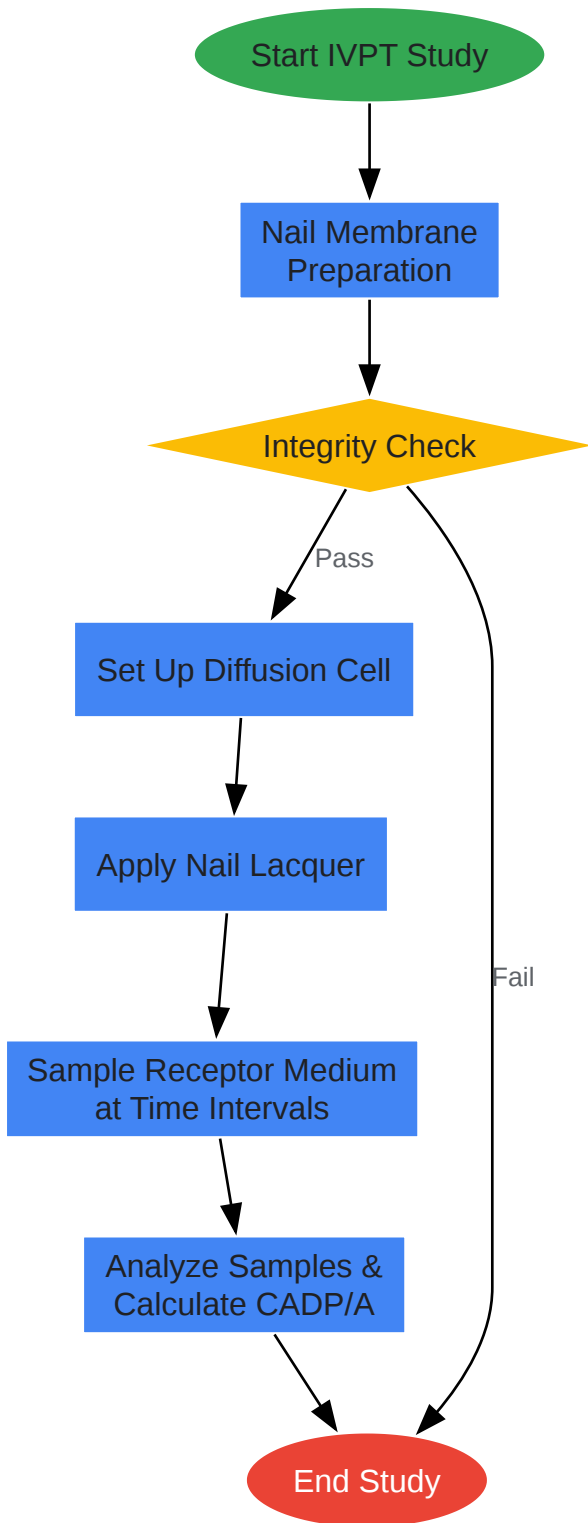 Start IVPT Study
Nail Membrane
Preparation
Integrity Check
Pass
Set Up Diffusion Cell
Apply Nail Lacquer
Fail
Sample Receptor Medium
at Time Intervals
Analyze Samples &
Calculate CADP/A
End Study